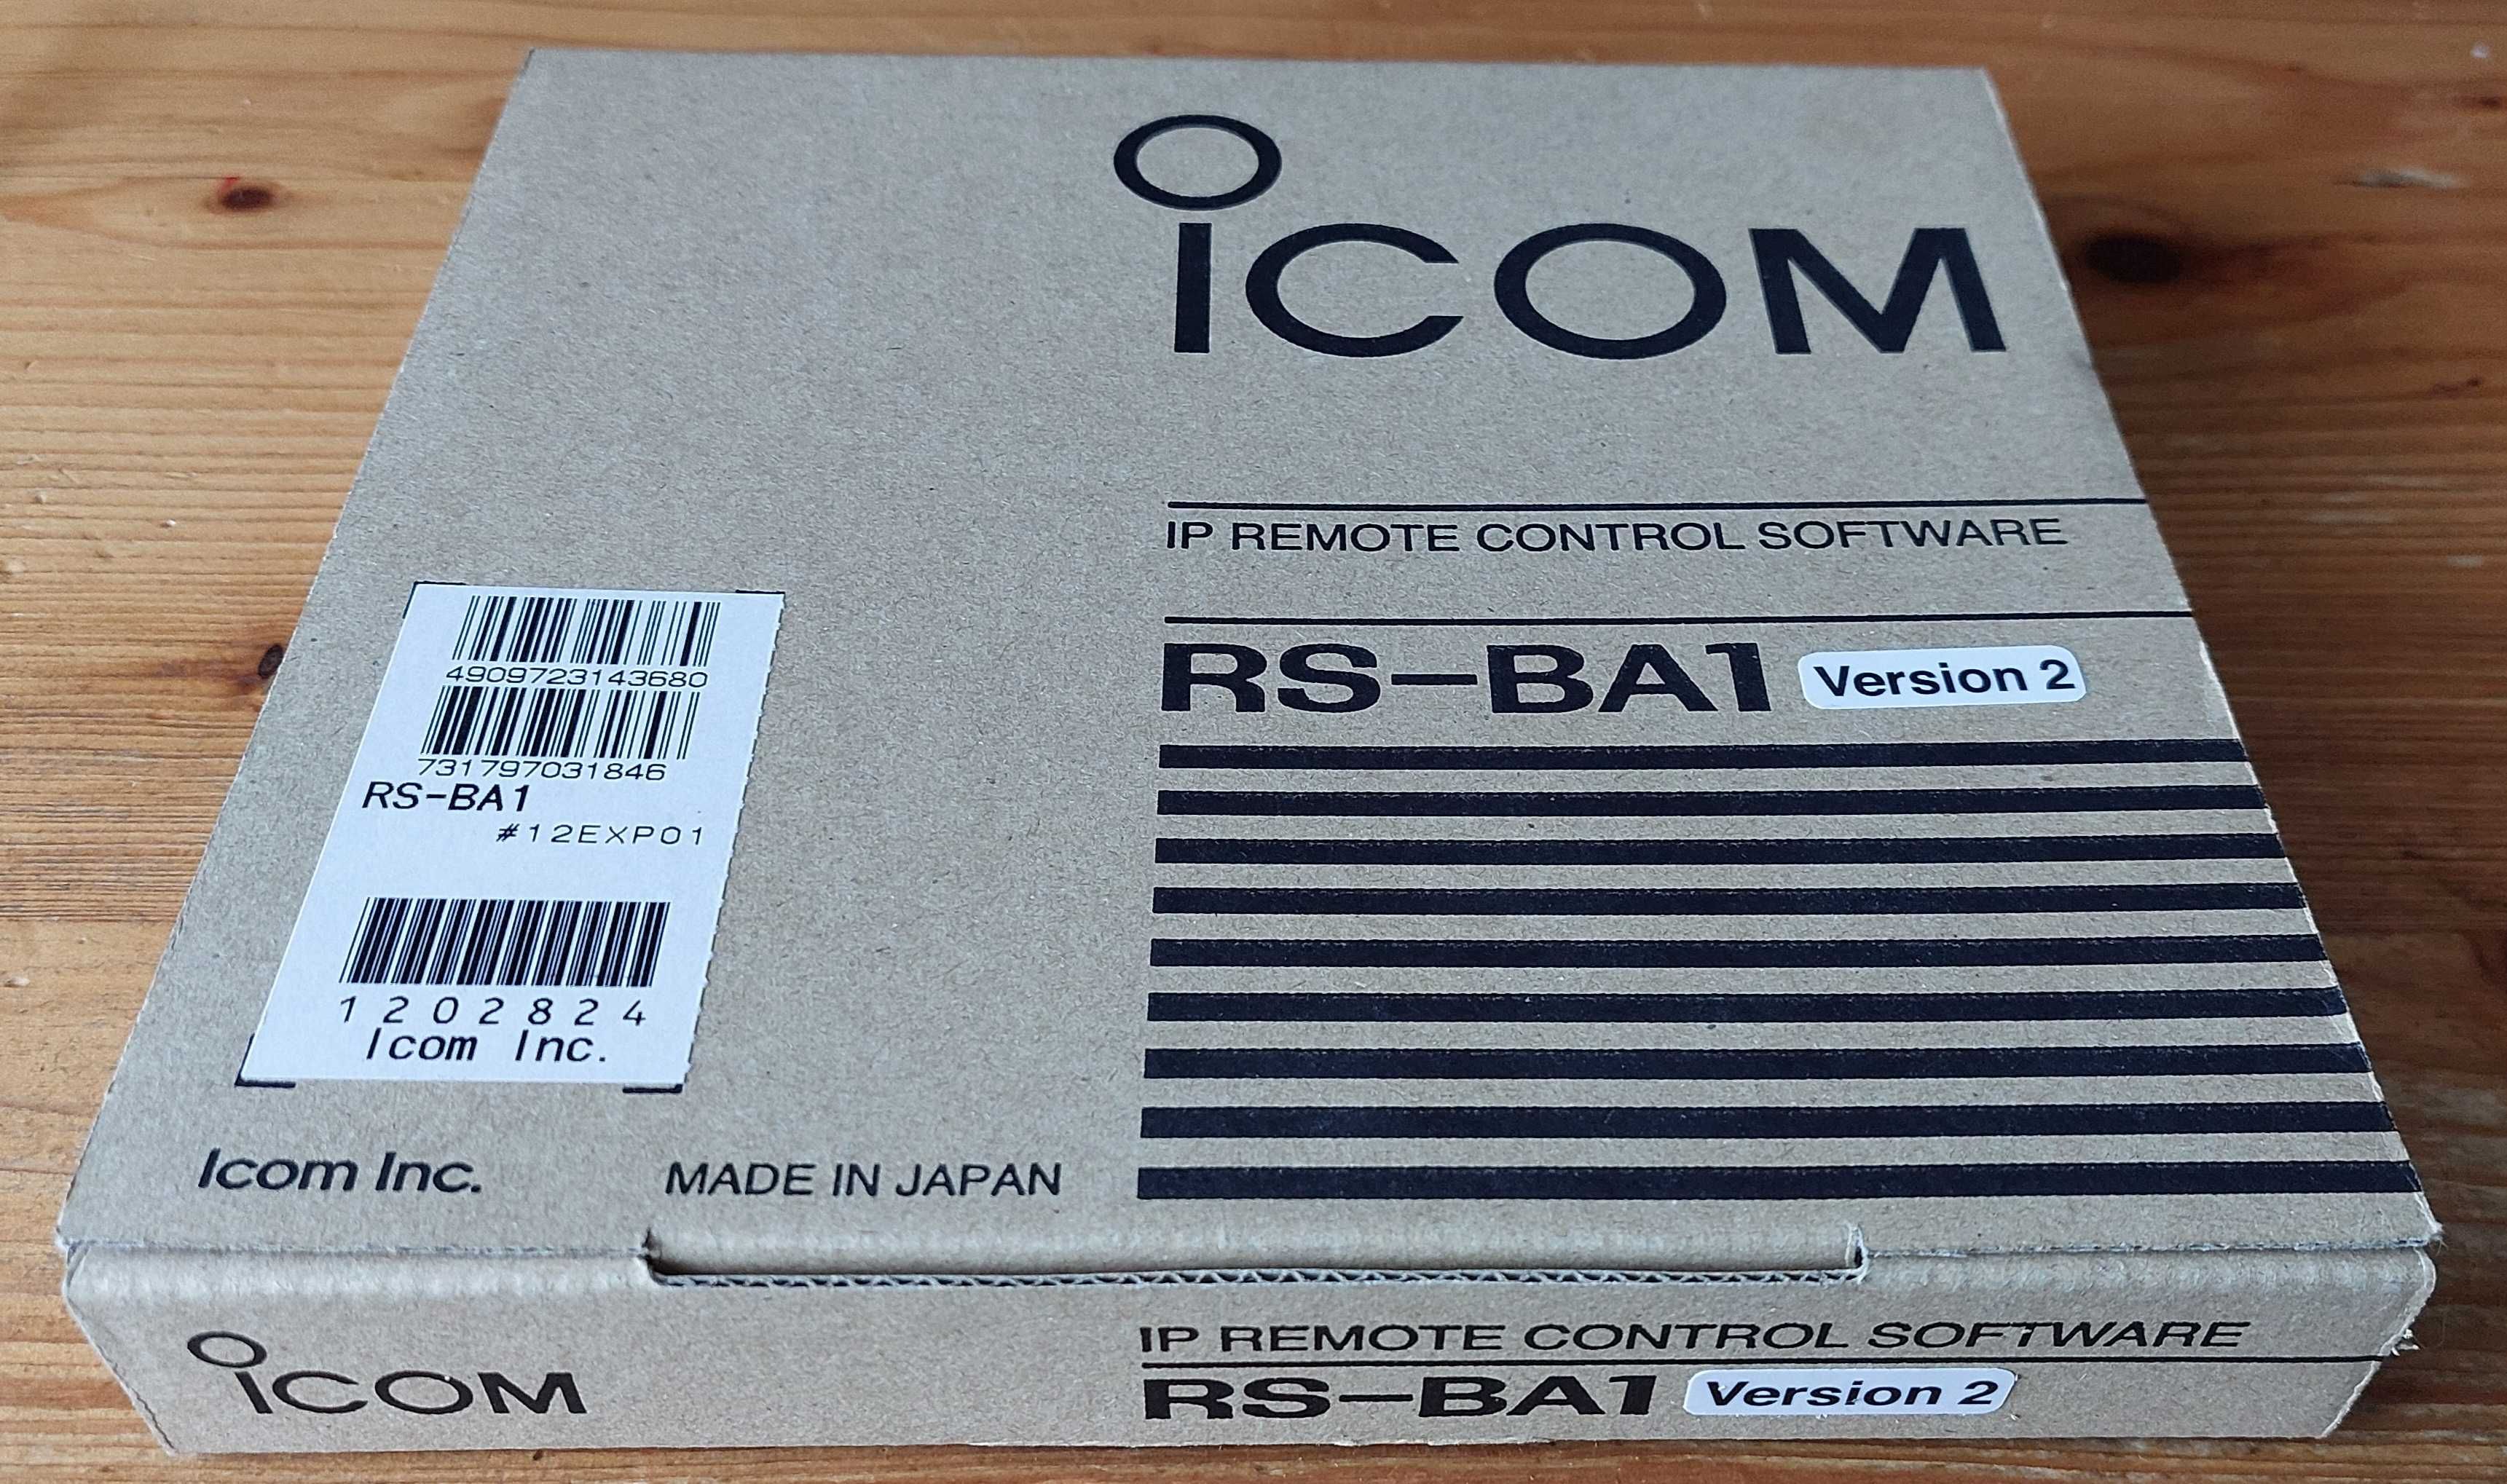 ICOM
IP REMOTE CONTROL SOFTWARE
RS-BA1 Version 2
4909723143680
731797031846
RS-BA1
#12EXP01
1202824
Icom Inc.
Icom Inc. MADE IN JAPAN
ICOM
IP REMOTE CONTROL SOFTWARE
RS-BA1 Version 2